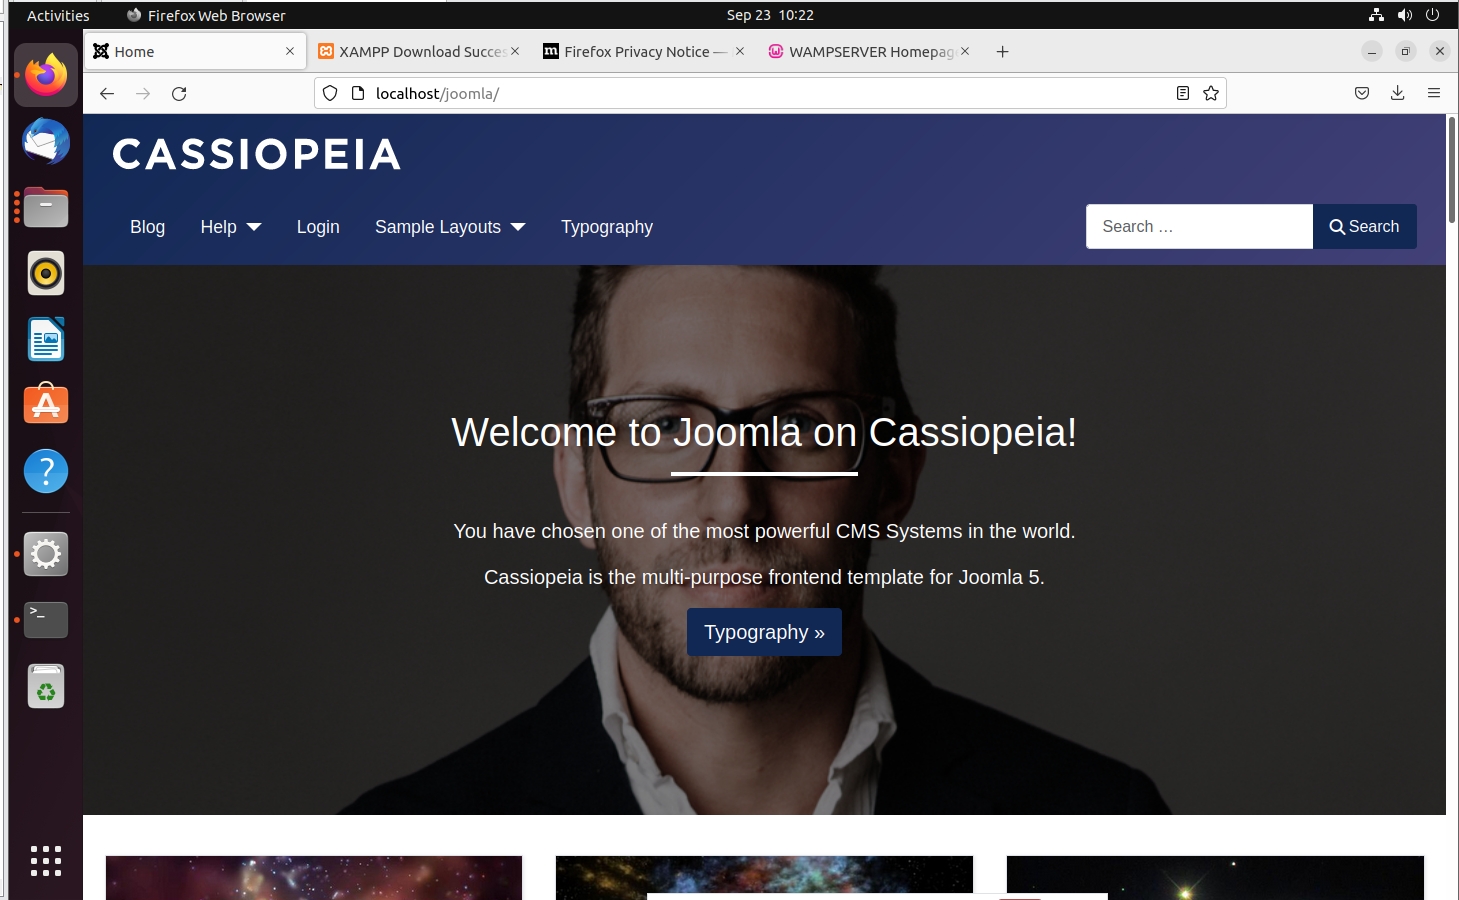 Activities
Firefox Web Browser
Sep 23 10:22
Home
XAMPP Download Succes
Firefox Privacy Notice —
WAMPSERVER Homepag
localhost/joomla/
CASSIOPEIA
Blog
Help
Login
Sample Layouts
Typography
Search …
Search
Welcome to Joomla on Cassiopeia!
You have chosen one of the most powerful CMS Systems in the world.
Cassiopeia is the multi-purpose frontend template for Joomla 5.
Typography »